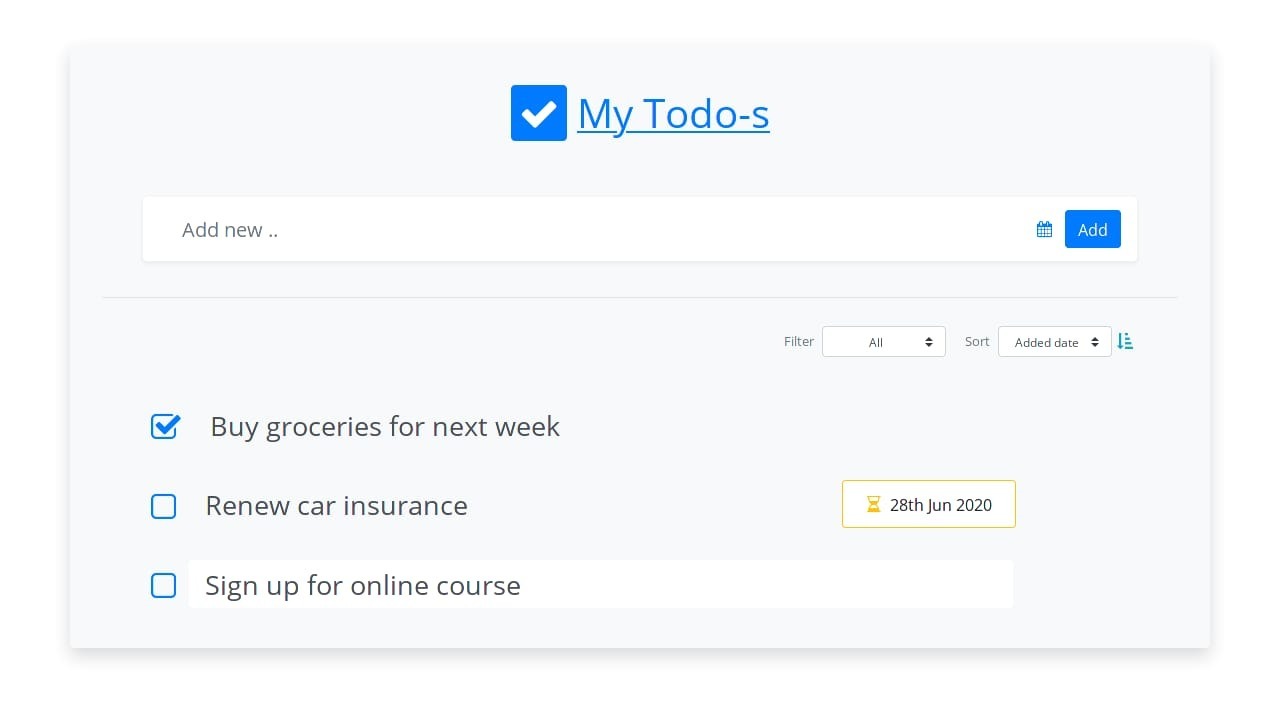 My Todo-s
Add new ..
Add
Filter
All
Sort
Added date
Buy groceries for next week
Renew car insurance
28th Jun 2020
Sign up for online course